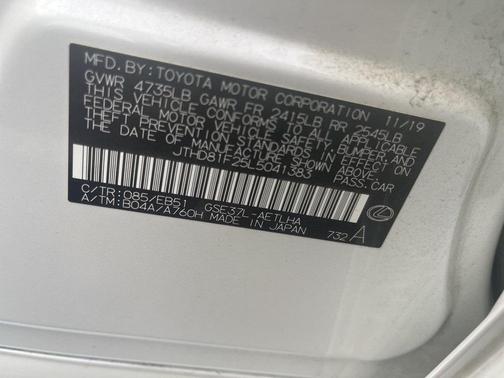 MFD. BY: TOYOTA MOTOR CORPORATION 11/19
GVWR 4735LB GAWR FR 2415LB RR 2545LB
THIS VEHICLE CONFORMS TO ALL APPLICABLE
FEDERAL MOTOR VEHICLE SAFETY, BUMPER, AND
THEFT PREVENTION STANDARDS IN EFFECT ON
THE DATE OF MANUFACTURE SHOWN ABOVE.
JTHD81F25L5041383 PASS. CAR
C/TR: 085/EB51 GSE37L-AETLHA
A/TM: B04A/A760H MADE IN JAPAN 732 A